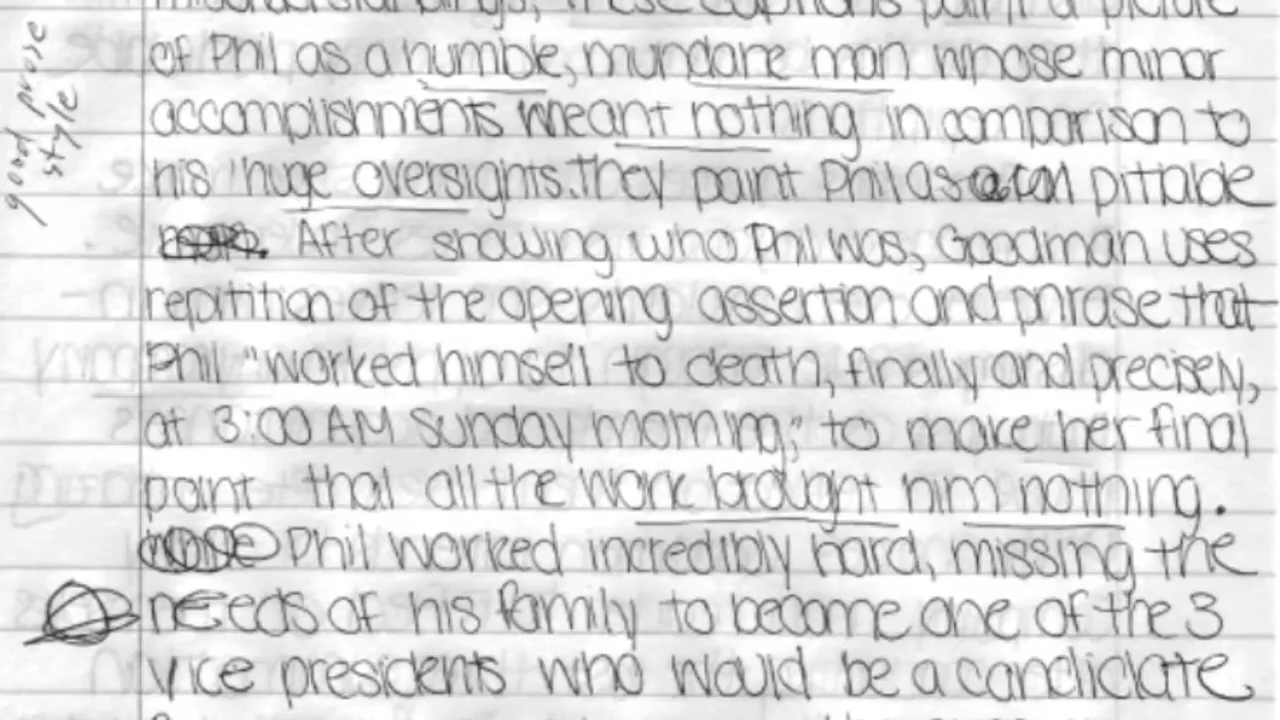 of Phil as a humble, mundane man whose minor
good prose
style
accomplishments meant nothing in comparison to
his huge oversights. They paint Phil as a pittable
After showing who Phil was, Goodman uses
repitition of the opening assertion and phrase that
Phil "worked himself to death, finally and precisely,
at 3:00 AM Sunday morning," to make her final
point that all the work brought him nothing.
Phil worked incredibly hard, missing the
needs of his family to become one of the 3
vice presidents who would be a candidate